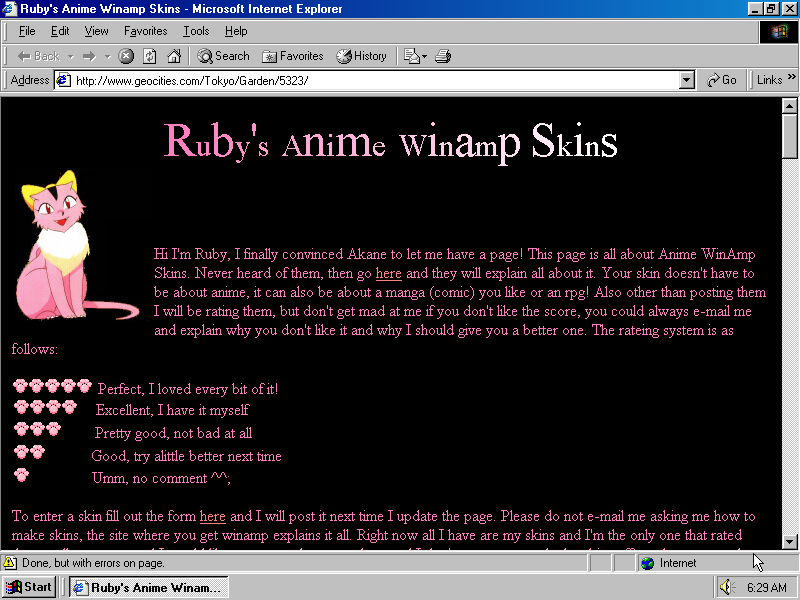 Ruby's Anime Winamp Skins - Microsoft Internet Explorer
File Edit View Favorites Tools Help
Back Search Favorites History
Address http://www.geocities.com/Tokyo/Garden/5323/ Go Links »
Ruby's Anime Winamp Skins
Hi I'm Ruby, I finally convinced Akane to let me have a page! This page is all about Anime WinAmp
Skins. Never heard of them, then go here and they will explain all about it. Your skin doesn't have to
be about anime, it can also be about a manga (comic) you like or an rpg! Also other than posting them
I will be rating them, but don't get mad at me if you don't like the score, you could always e-mail me
and explain why you don't like it and why I should give you a better one. The rateing system is as
follows:
Perfect, I loved every bit of it!
Excellent, I have it myself
Pretty good, not bad at all
Good, try alittle better next time
Umm, no comment ^^;
To enter a skin fill out the form here and I will post it next time I update the page. Please do not e-mail me asking me how to
make skins, the site where you get winamp explains it all. Right now all I have are my skins and I'm the only one that rated
Done, but with errors on page. Internet
Start Ruby's Anime Winam... 6:29 AM